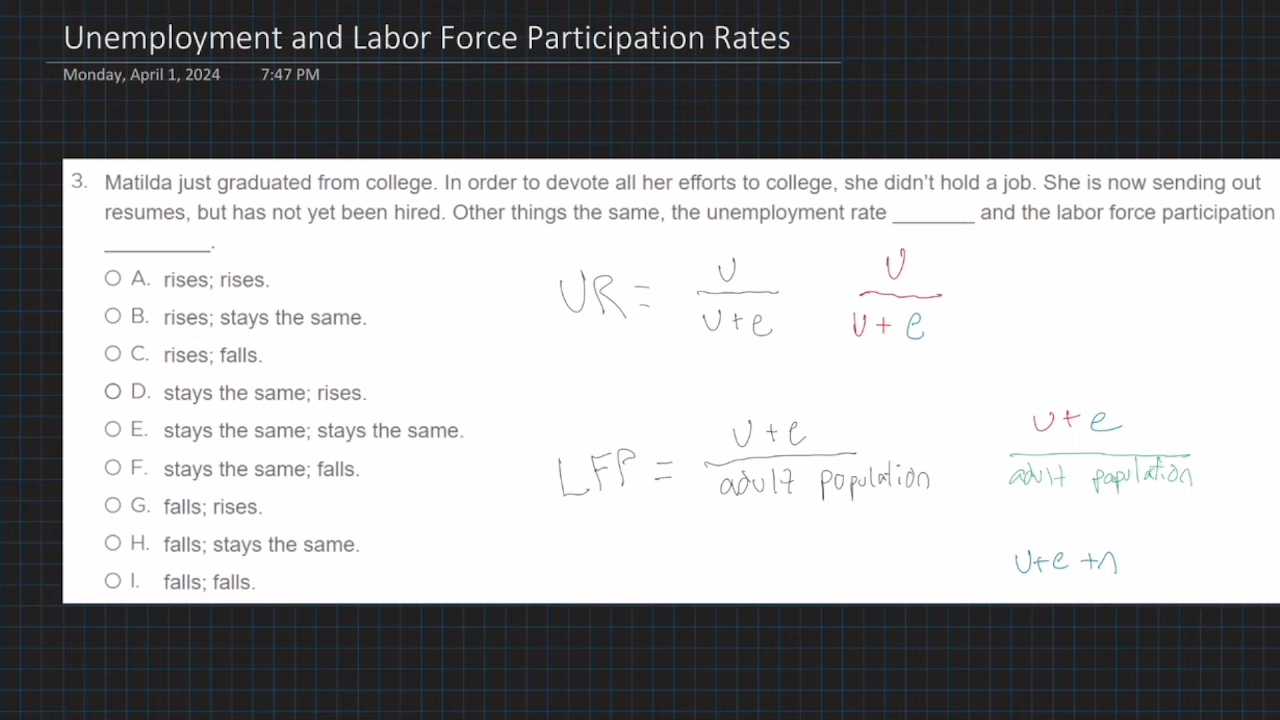 Unemployment and Labor Force Participation Rates
Monday, April 1, 2024 7:47 PM
3. Matilda just graduated from college. In order to devote all her efforts to college, she didn't hold a job. She is now sending out
resumes, but has not yet been hired. Other things the same, the unemployment rate _______ and the labor force participation
_________.
A. rises; rises.
B. rises; stays the same.
C. rises; falls.
D. stays the same; rises.
E. stays the same; stays the same.
F. stays the same; falls.
G. falls; rises.
H. falls; stays the same.
I. falls; falls.
UR =
U
U+e
U
U+ e
LFP =
U+e
adult population
U+ e
adult population
U+e +n